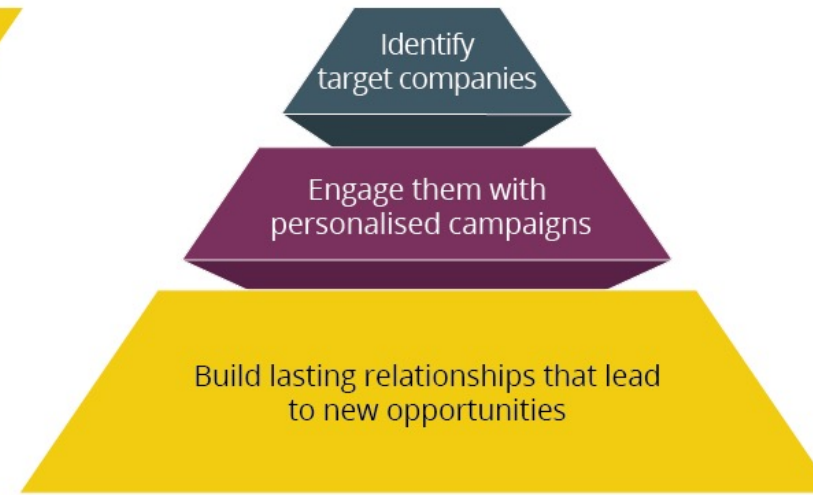 Identify
target companies
Engage them with
personalised campaigns
Build lasting relationships that lead
to new opportunities